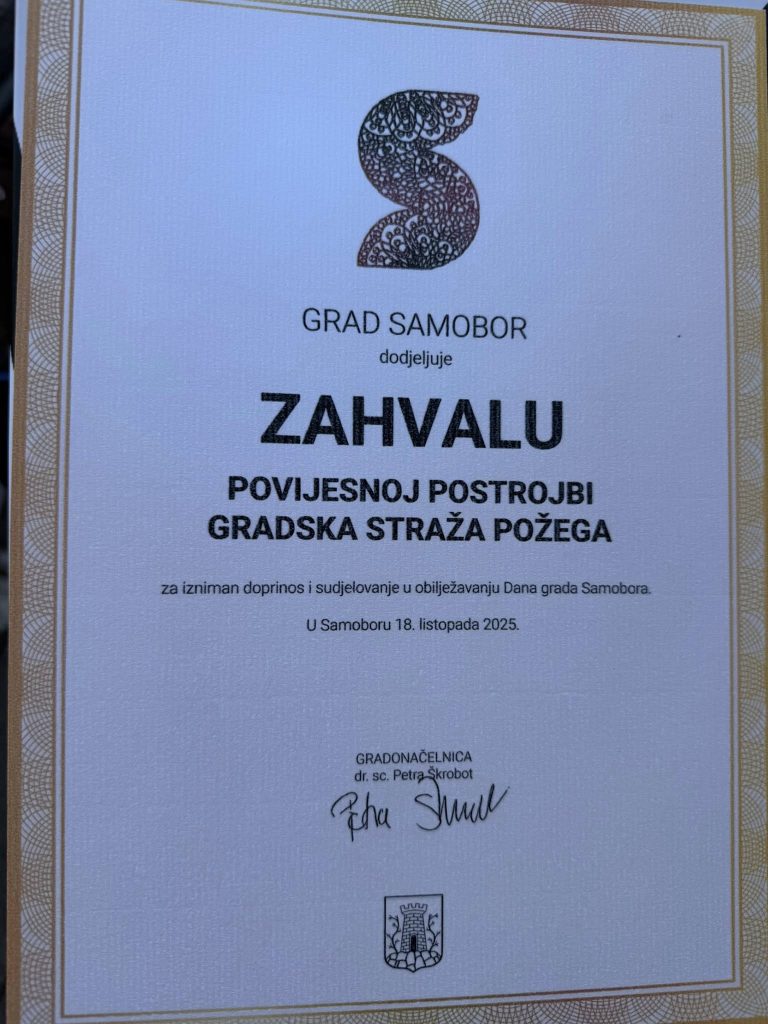 GRAD SAMOBOR
dodjeljuje
ZAHVALU
POVIJESNOJ POSTROJBI
GRADSKA STRAŽA POŽEGA
za izniman doprinos i sudjelovanje u obilježavanju Dana grada Samobora.
U Samoboru 18. listopada 2025.
GRADONAČELNICA
dr. sc. Petra Škrobot